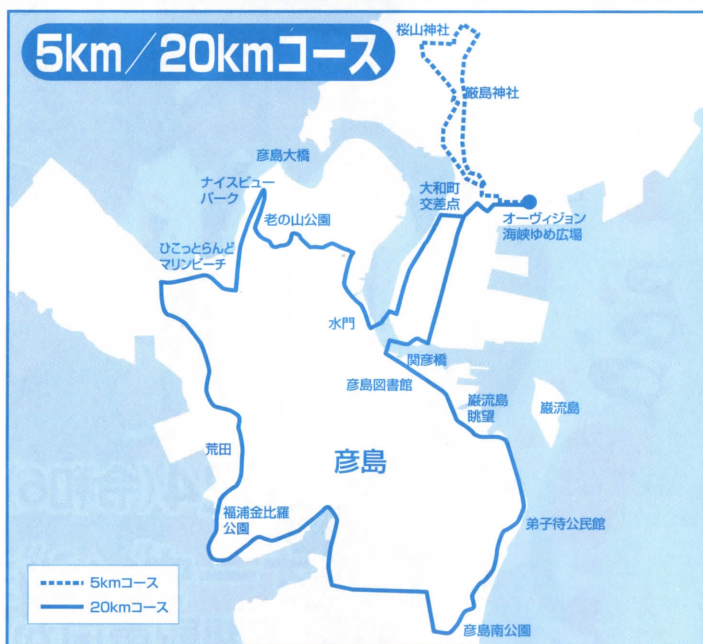 5km／20kmコース
桜山神社
厳島神社
彦島大橋
ナイスビュー
パーク
老の山公園
大和町
交差点
オーヴィジョン
海峡ゆめ広場
ひこっとらんど
マリンビーチ
水門
関彦橋
彦島図書館
巌流島
眺望
巌流島
荒田
彦島
福浦金比羅
公園
弟子待公民館
5kmコース
20kmコース
彦島南公園